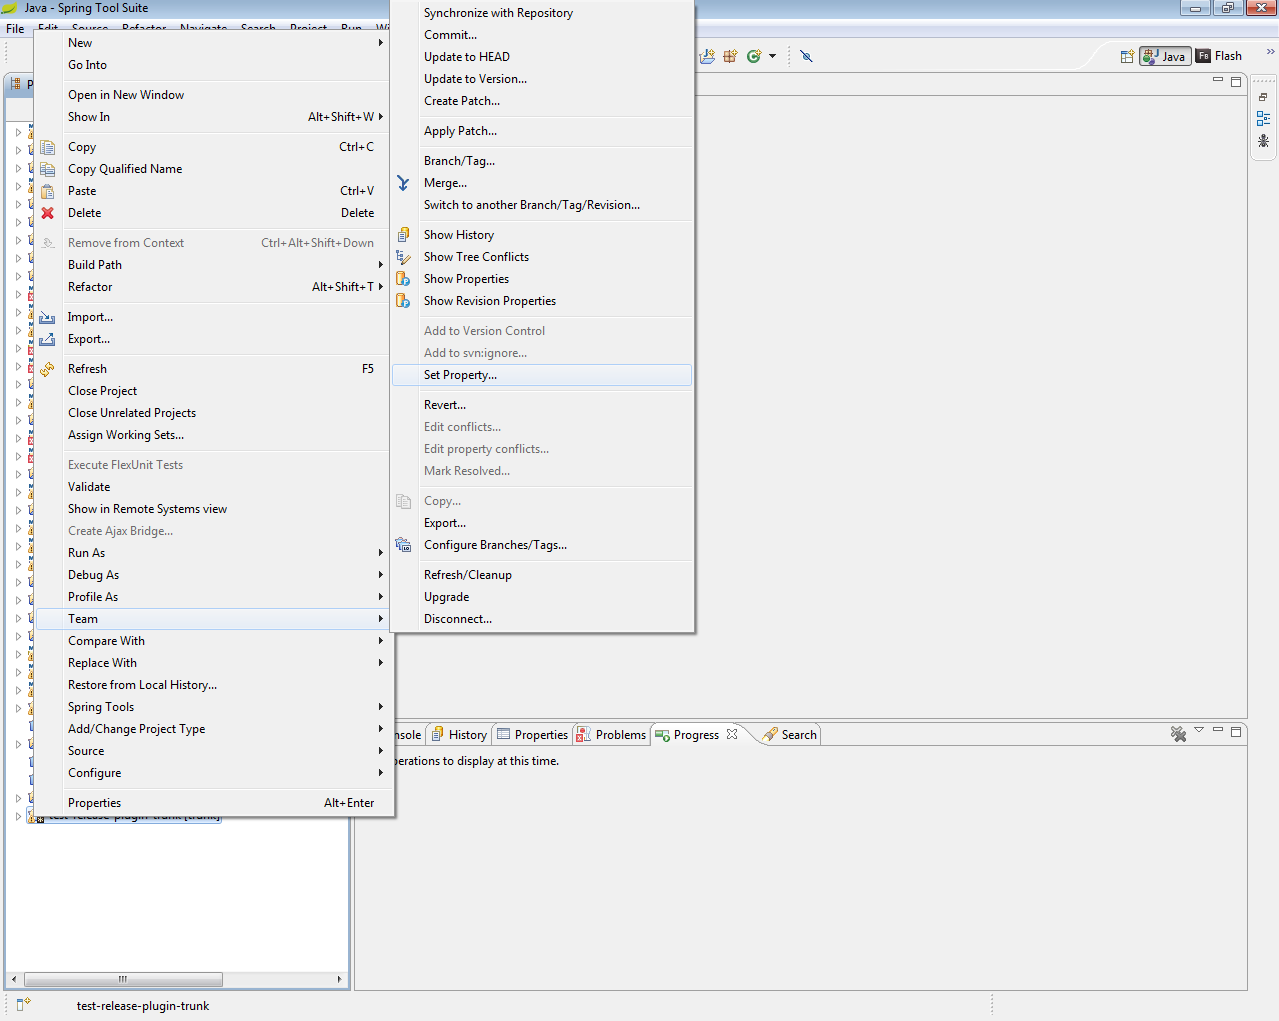 Java - Spring Tool Suite
File Edit Source Refactor Navigate Search Project Run
Java
Flash
New
Go Into
Open in New Window
Show In Alt+Shift+W
Copy Ctrl+C
Copy Qualified Name
Paste Ctrl+V
Delete Delete
Remove from Context Ctrl+Alt+Shift+Down
Build Path
Refactor Alt+Shift+T
Import...
Export...
Refresh F5
Close Project
Close Unrelated Projects
Assign Working Sets...
Execute FlexUnit Tests
Validate
Show in Remote Systems view
Create Ajax Bridge...
Run As
Debug As
Profile As
Team
Compare With
Replace With
Restore from Local History...
Spring Tools
Add/Change Project Type
Source
Configure
Properties Alt+Enter
Synchronize with Repository
Commit...
Update to HEAD
Update to Version...
Create Patch...
Apply Patch...
Branch/Tag...
Merge...
Switch to another Branch/Tag/Revision...
Show History
Show Tree Conflicts
Show Properties
Show Revision Properties
Add to Version Control
Add to svn:ignore...
Set Property...
Revert...
Edit conflicts...
Edit property conflicts...
Mark Resolved...
Copy...
Export...
Configure Branches/Tags...
Refresh/Cleanup
Upgrade
Disconnect...
test-release-plugin-trunk [trunk]
nsole History Properties Problems Progress Search
perations to display at this time.
test-release-plugin-trunk